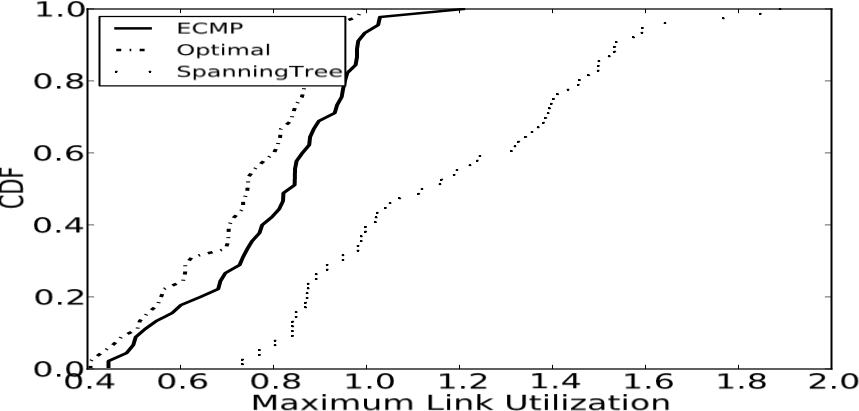 1.0
ECMP
Optimal
SpanningTree
0.8
0.6
CDF
0.4
0.2
0.0
0.4 0.6 0.8 1.0 1.2 1.4 1.6 1.8 2.0
Maximum Link Utilization